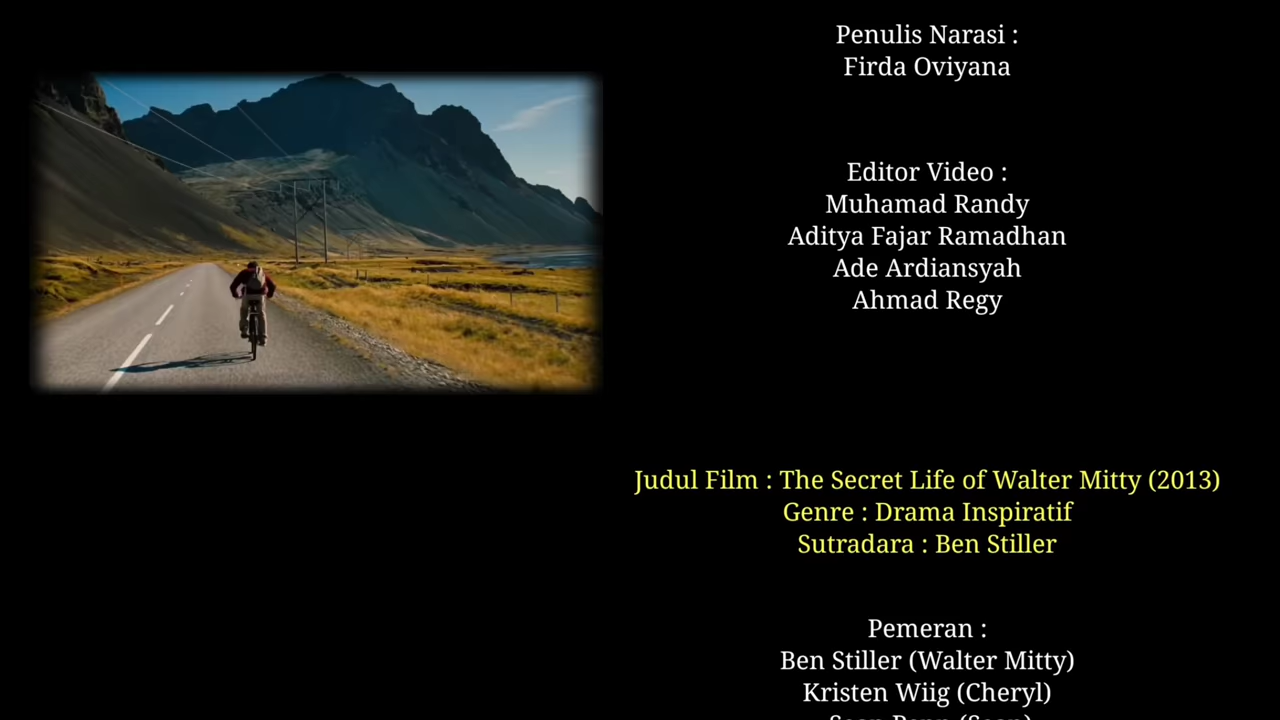 Penulis Narasi :
Firda Oviyana
Editor Video :
Muhamad Randy
Aditya Fajar Ramadhan
Ade Ardiansyah
Ahmad Regy
Judul Film : The Secret Life of Walter Mitty (2013)
Genre : Drama Inspiratif
Sutradara : Ben Stiller
Pemeran :
Ben Stiller (Walter Mitty)
Kristen Wiig (Cheryl)